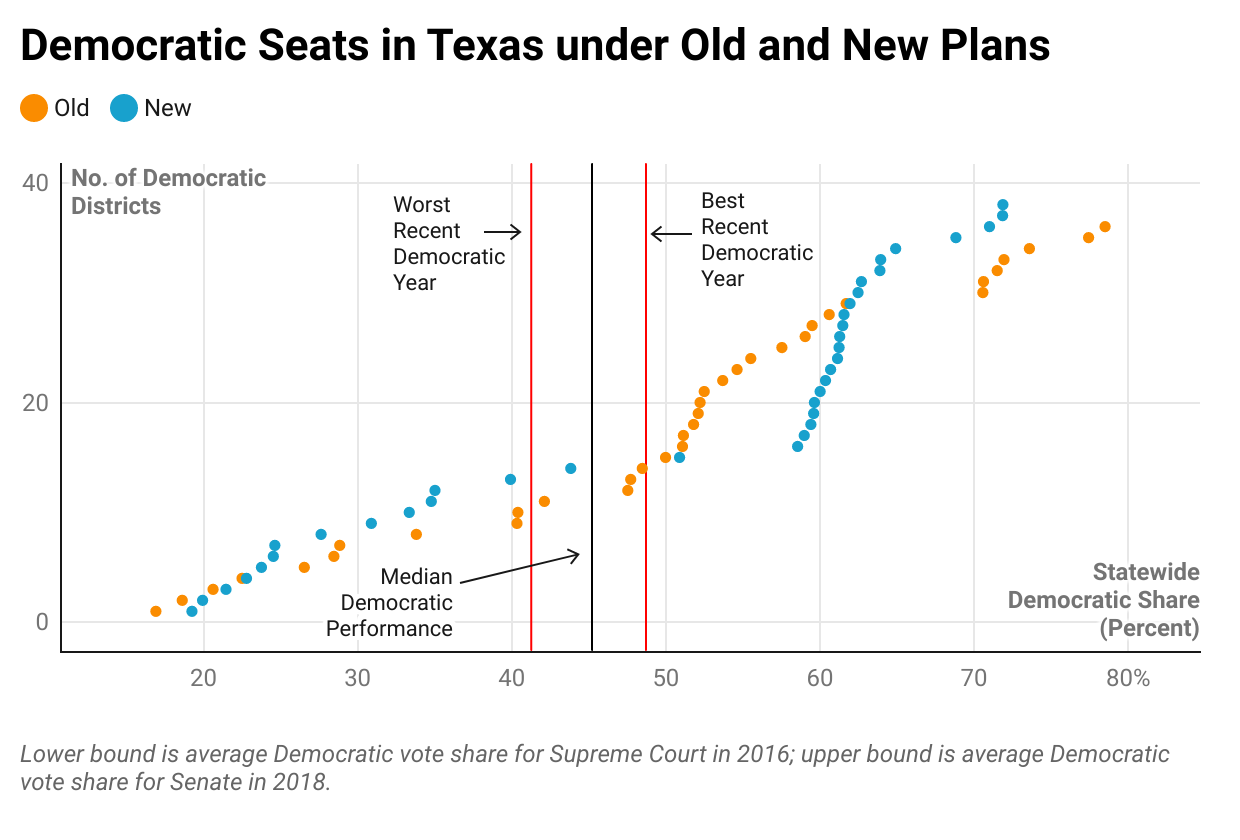 Democratic Seats in Texas under Old and New Plans
Old New
No. of Democratic
Districts
40
20
0
Worst
Recent
Democratic
Year
Best
Recent
Democratic
Year
Median
Democratic
Performance
Statewide
Democratic Share
(Percent)
20 30 40 50 60 70 80%
Lower bound is average Democratic vote share for Supreme Court in 2016; upper bound is average Democratic
vote share for Senate in 2018.